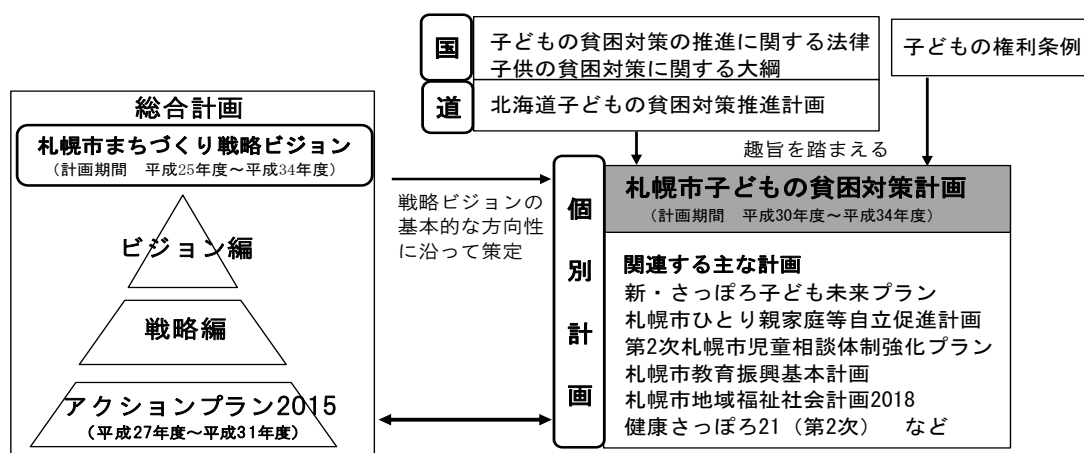 国
子どもの貧困対策の推進に関する法律
子供の貧困対策に関する大綱
道
北海道子どもの貧困対策推進計画
子どもの権利条例
趣旨を踏まえる
総合計画
札幌市まちづくり戦略ビジョン
(計画期間 平成25年度～平成34年度)
ビジョン編
戦略編
アクションプラン2015
(平成27年度～平成31年度)
戦略ビジョンの
基本的な方向性
に沿って策定
個別計画
札幌市子どもの貧困対策計画
(計画期間 平成30年度～平成34年度)
関連する主な計画
新・さっぽろ子ども未来プラン
札幌市ひとり親家庭等自立促進計画
第2次札幌市児童相談体制強化プラン
札幌市教育振興基本計画
札幌市地域福祉社会計画2018
健康さっぽろ21（第2次） など